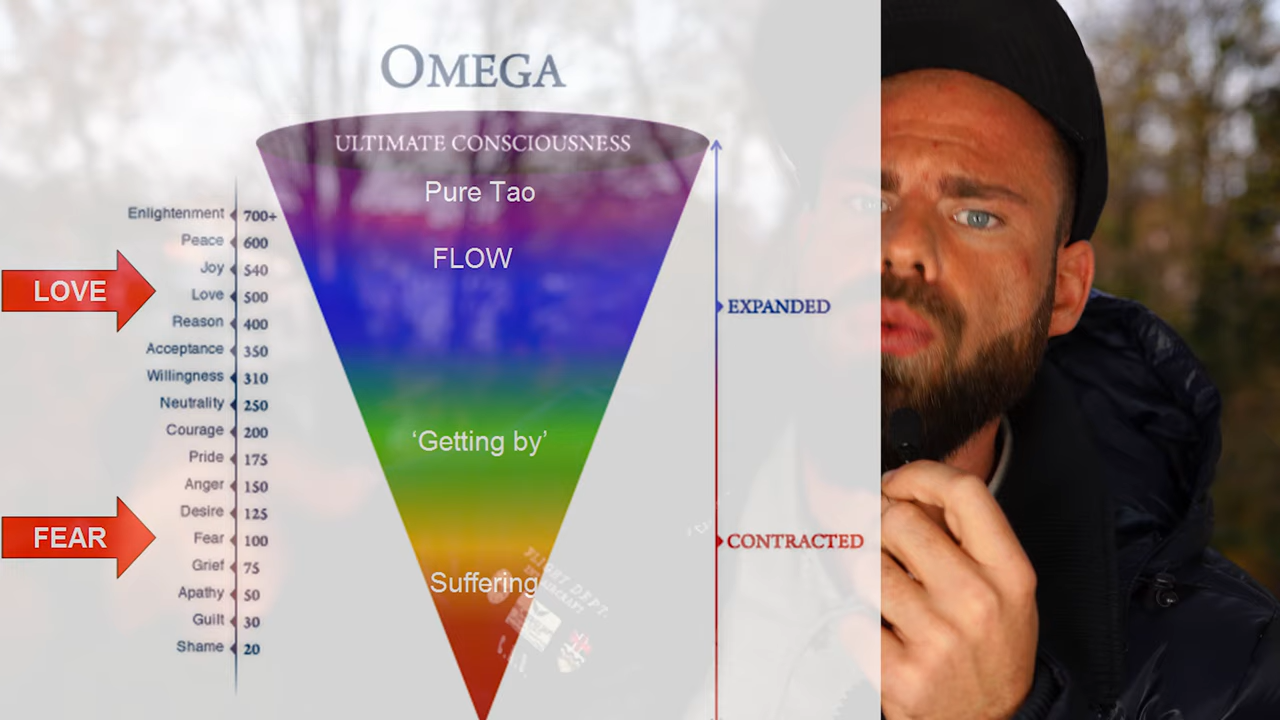 OMEGA
ULTIMATE CONSCIOUSNESS
Pure Tao
FLOW
'Getting by'
Suffering
Enlightenment 700+
Peace 600
Joy 540
Love 500
Reason 400
Acceptance 350
Willingness 310
Neutrality 250
Courage 200
Pride 175
Anger 150
Desire 125
Fear 100
Grief 75
Apathy 50
Guilt 30
Shame 20
LOVE
FEAR
EXPANDED
CONTRACTED
FLIGHT DEPT.